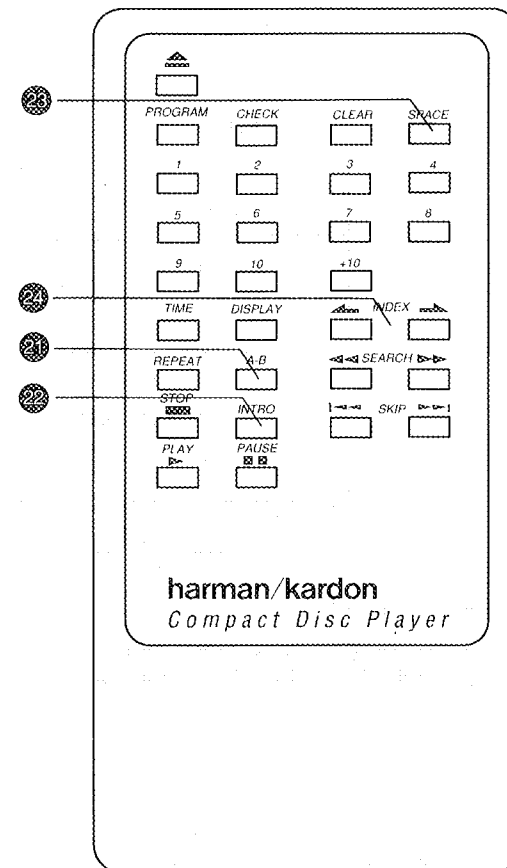 23
PROGRAM CHECK CLEAR SPACE
1 2 3 4
5 6 7 8
9 10 +10
24
TIME DISPLAY INDEX
21
REPEAT A-B SEARCH
22
STOP INTRO SKIP
PLAY PAUSE
harman/kardon
Compact Disc Player